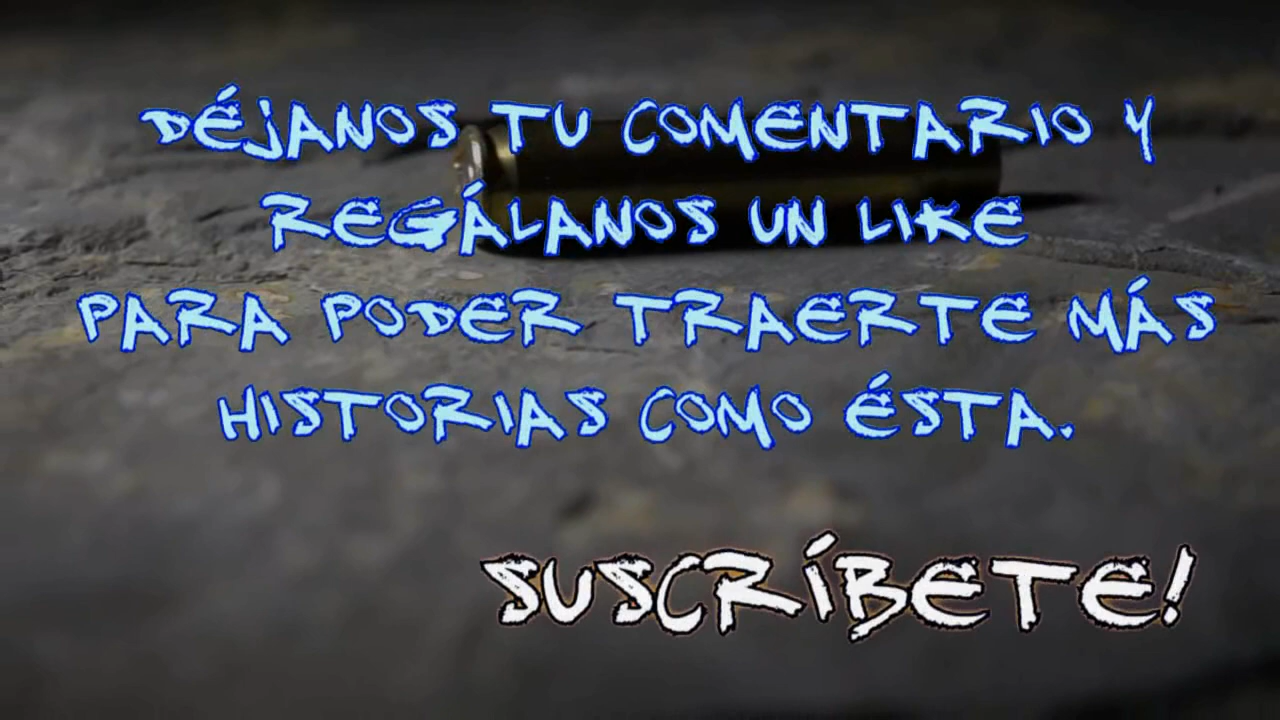 DÉJANOS TU COMENTARIO Y
REGÁLANOS UN LIKE
PARA PODER TRAERTE MÁS
HISTORIAS COMO ÉSTA.
SUSCRÍBETE!